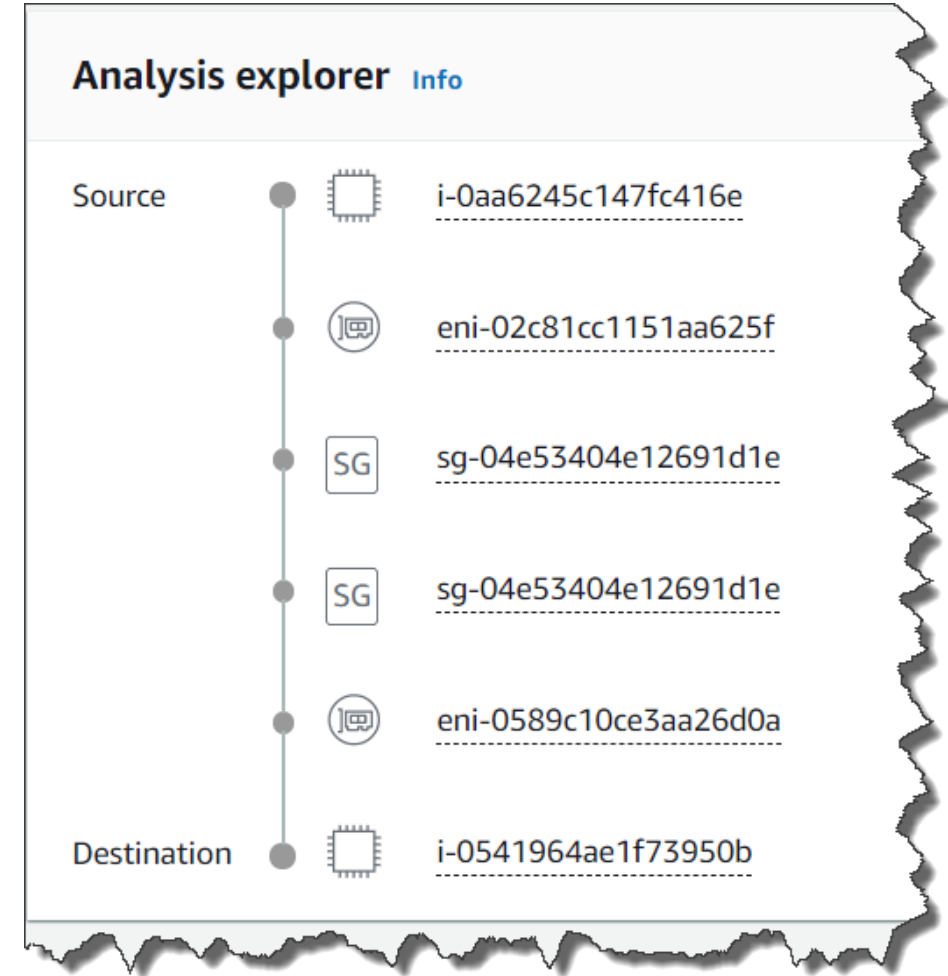 Analysis explorer Info
Source i-0aa6245c147fc416e
eni-02c81cc1151aa625f
SG sg-04e53404e12691d1e
SG sg-04e53404e12691d1e
eni-0589c10ce3aa26d0a
Destination i-0541964ae1f73950b